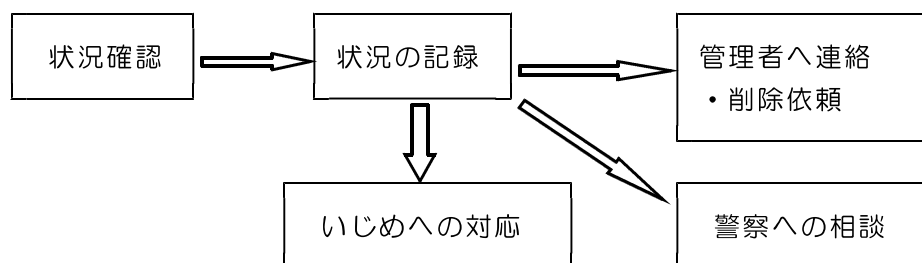 状況確認
状況の記録
管理者へ連絡
・削除依頼
いじめへの対応
警察への相談